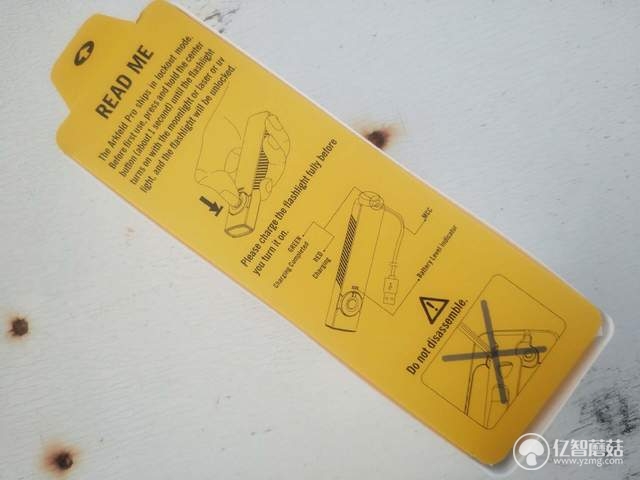 READ ME
The Arkfeld Pro ships in lockout mode.
Before first use, press and hold the center
button (about 1 second) until the flashlight
turns on with the moonlight or laser or uv
light, and the flashlight will be unlocked.
Please charge the flashlight fully before
you turn it on.
GREEN
Charging Completed
RED
Charging
MCC
Battery Level Indicator
Do not disassemble.
亿智蘑菇
www.yzmg.com